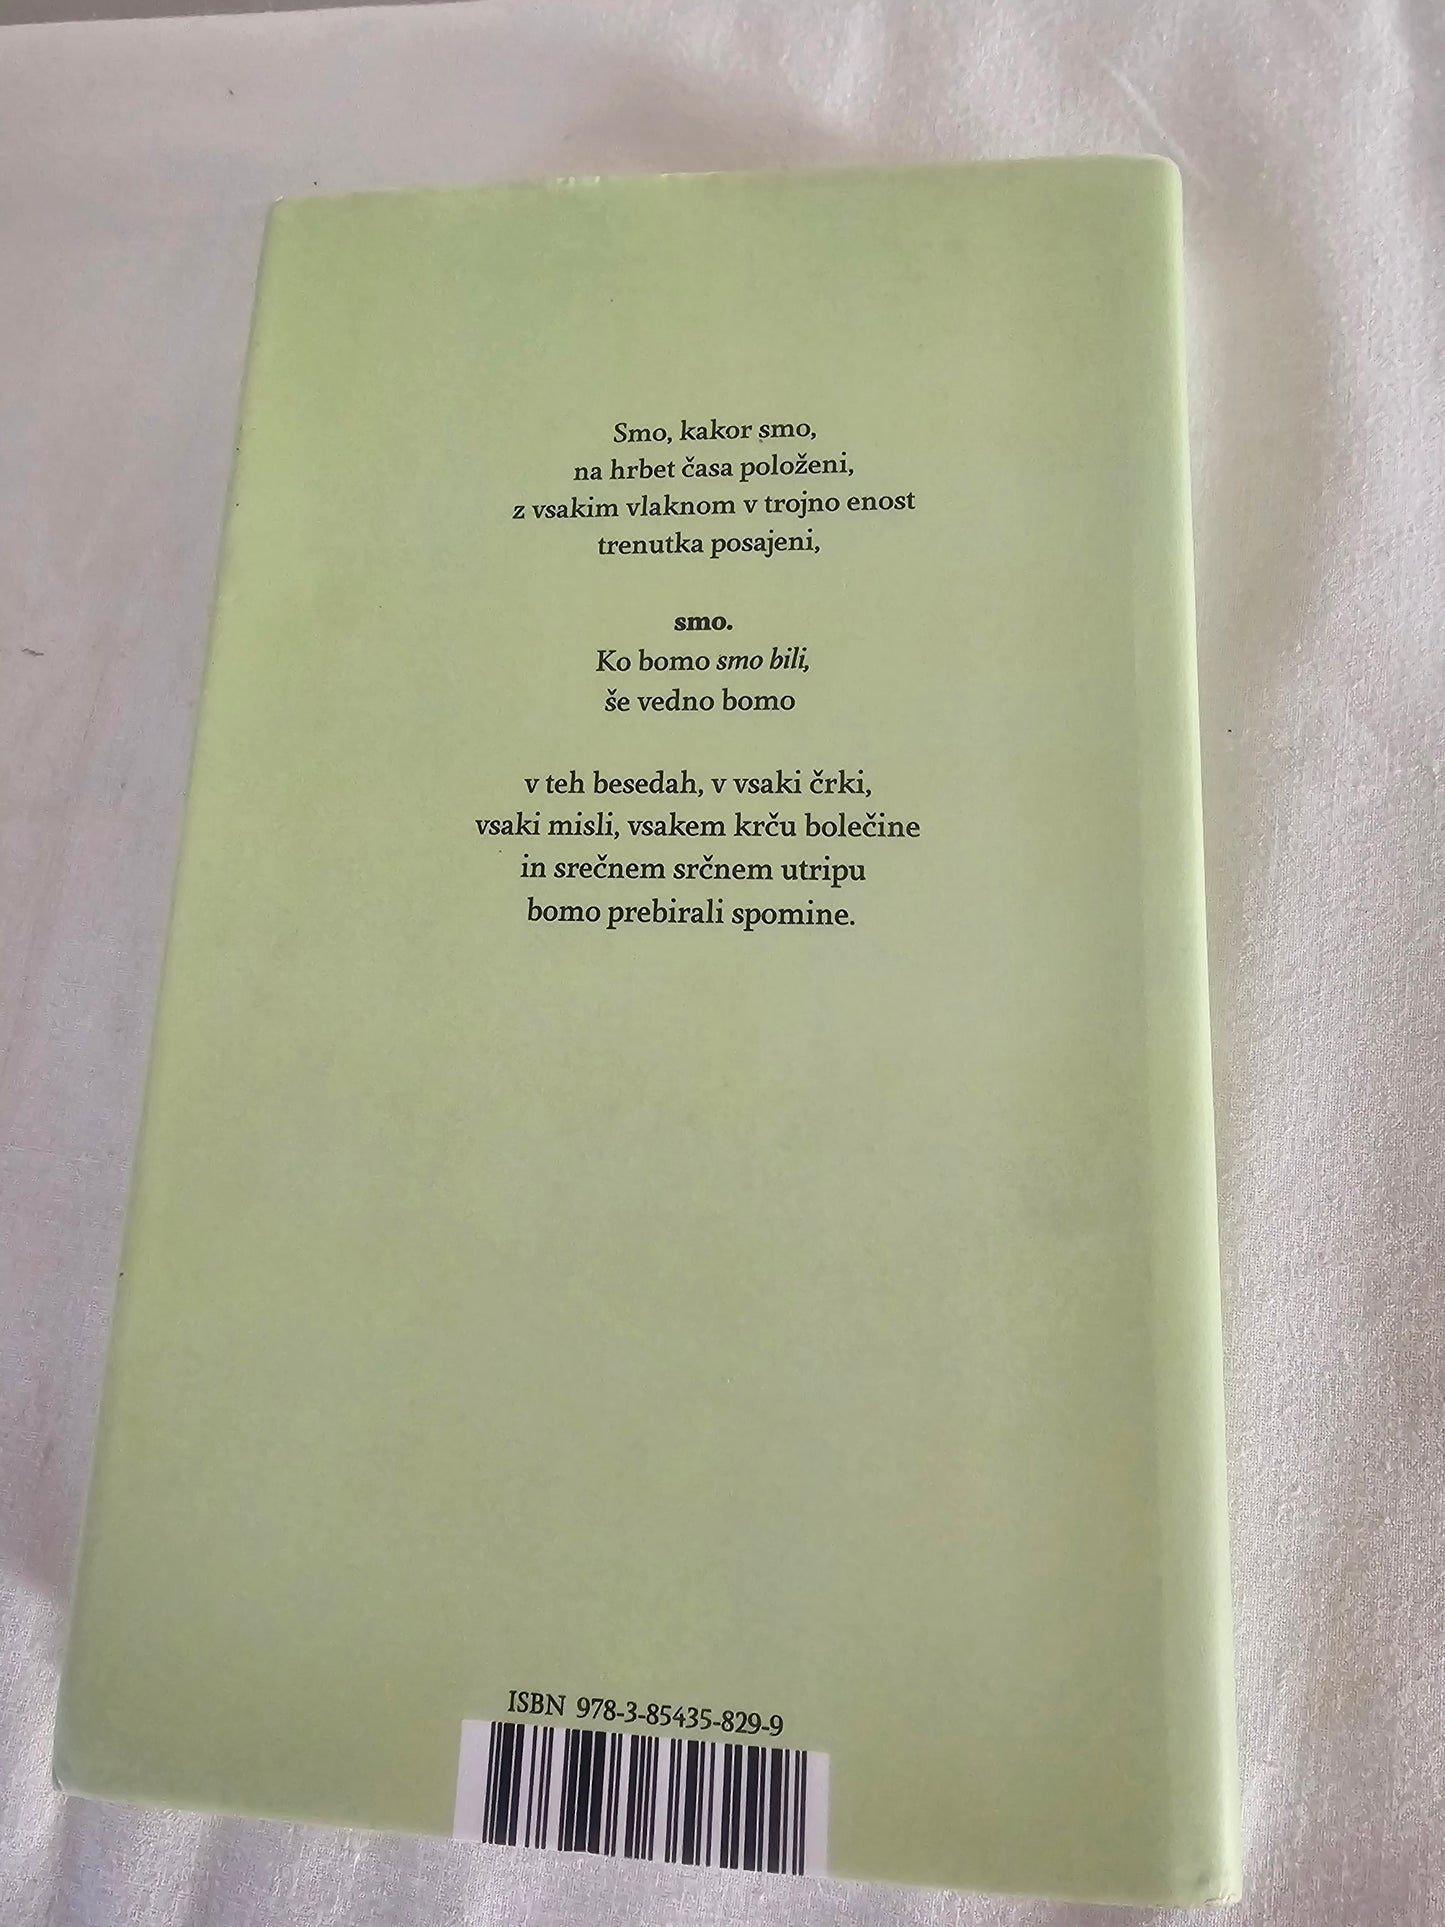 Smo, kakor smo,
na hrbet časa položeni,
z vsakim vlaknom v trojno enost
trenutka posajeni,
smo.
Ko bomo smo bili,
še vedno bomo
v teh besedah, v vsaki črki,
vsaki misli, vsakem krču bolečine
in srečnem srčnem utripu
bomo prebirali spomine.
ISBN 978-3-85435-829-9